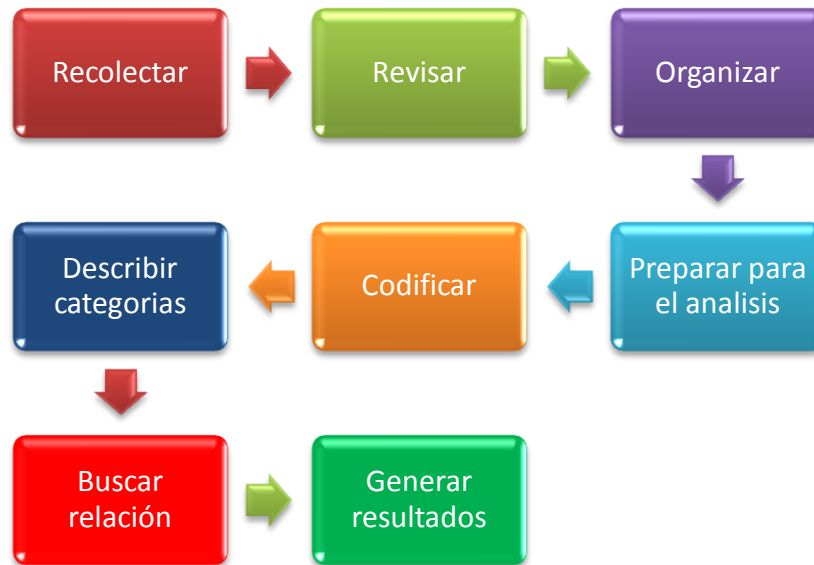 Recolectar
Revisar
Organizar
Preparar para
el analisis
Codificar
Describir
categorias
Buscar
relación
Generar
resultados